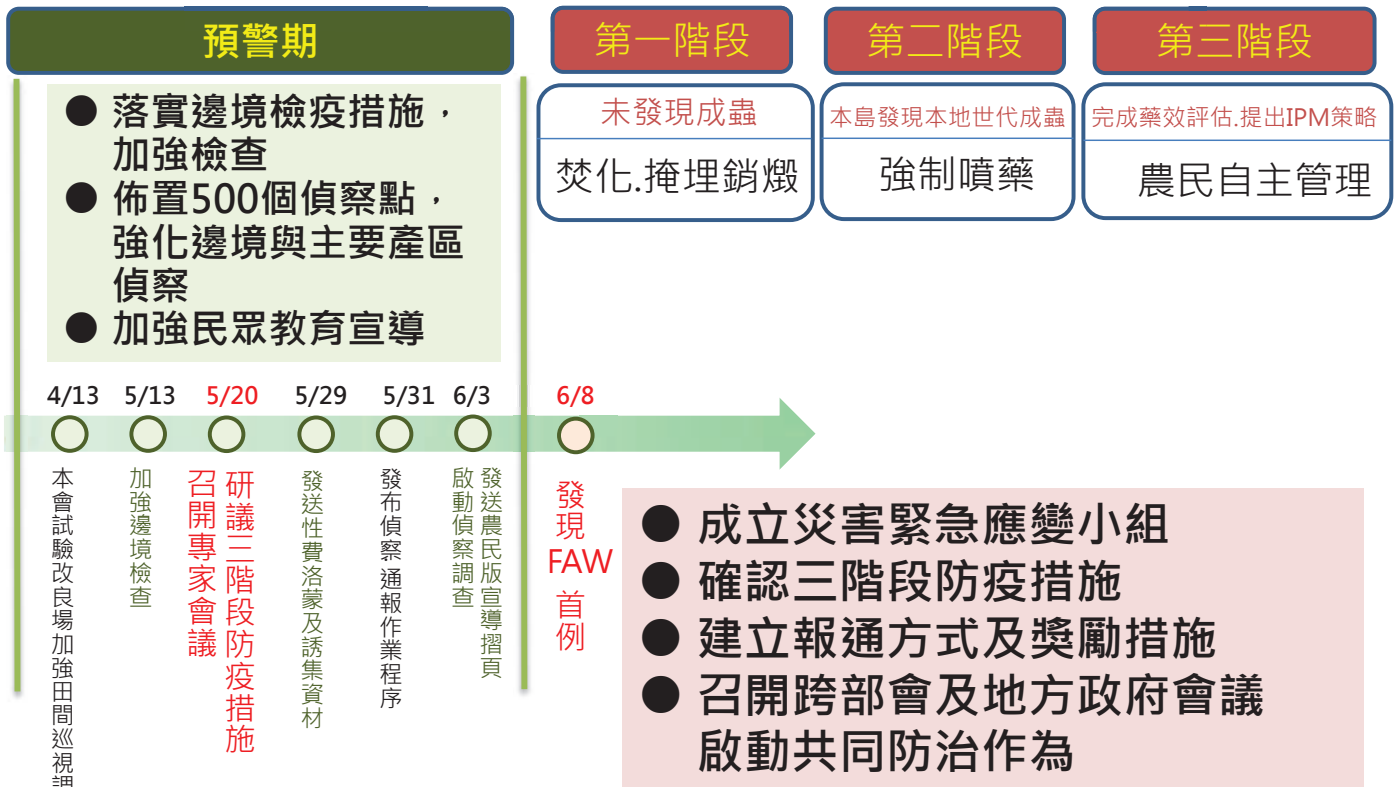 預警期
第一階段
第二階段
第三階段
● 落實邊境檢疫措施，
加強檢查
● 佈置500個偵察點，
強化邊境與主要產區
偵察
● 加強民眾教育宣導
未發現成蟲
焚化.掩埋銷燬
本島發現本地世代成蟲
強制噴藥
完成藥效評估.提出IPM策略
農民自主管理
4/13
5/13
5/20
5/29
5/31
6/3
6/8
本會試驗改良場加強田間巡視調
加強邊境檢查
研議三階段防疫措施
召開專家會議
發送性費洛蒙及誘集資材
發布偵察 通報作業程序
發送農民版宣導摺頁
啟動偵察調查
發現
FAW
首例
● 成立災害緊急應變小組
● 確認三階段防疫措施
● 建立報通方式及獎勵措施
● 召開跨部會及地方政府會議
啟動共同防治作為